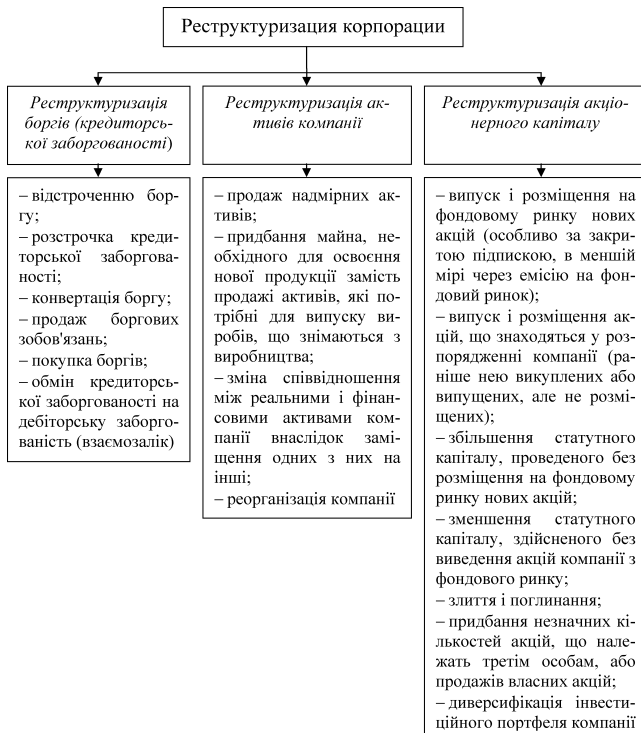 Реструктуризация корпорации
Реструктуризація
боргів (кредиторсь-
кої заборгованості)
– відстроченню бор-
гу;
– розстрочка креди-
торської заборгова-
ності;
– конвертація боргу;
– продаж боргових
зобов'язань;
– покупка боргів;
– обмін кредиторсь-
кої заборгованості на
дебіторську заборго-
ваність (взаємозалік)
Реструктуризація ак-
тивів компанії
– продаж надмірних ак-
тивів;
– придбання майна, не-
обхідного для освоєння
нової продукції замість
продажі активів, які пот-
рібні для випуску ви-
робів, що знімаються з
виробництва;
– зміна співвідношення
між реальними і фінан-
совими активами ком-
панії внаслідок замі-
щення одних з них на
інші;
– реорганізація компанії
Реструктуризація акціо-
нерного капіталу
– випуск і розміщення на
фондовому ринку нових
акцій (особливо за закри-
тою підпискою, в меншій
мірі через емісію на фон-
довий ринок);
– випуск і розміщення ак-
цій, що знаходяться у роз-
порядженні компанії (ра-
ніше нею викуплених або
випущених, але не розмі-
щених);
– збільшення статутного
капіталу, проведеного без
розміщення на фондовому
ринку нових акцій;
– зменшення статутного
капіталу, здійсненого без
виведення акцій компанії з
фондового ринку;
– злиття і поглинання;
– придбання незначних кі-
лькостей акцій, що нале-
жать третім особам, або
продажів власних акцій;
– диверсифікація інвести-
ційного портфеля компанії